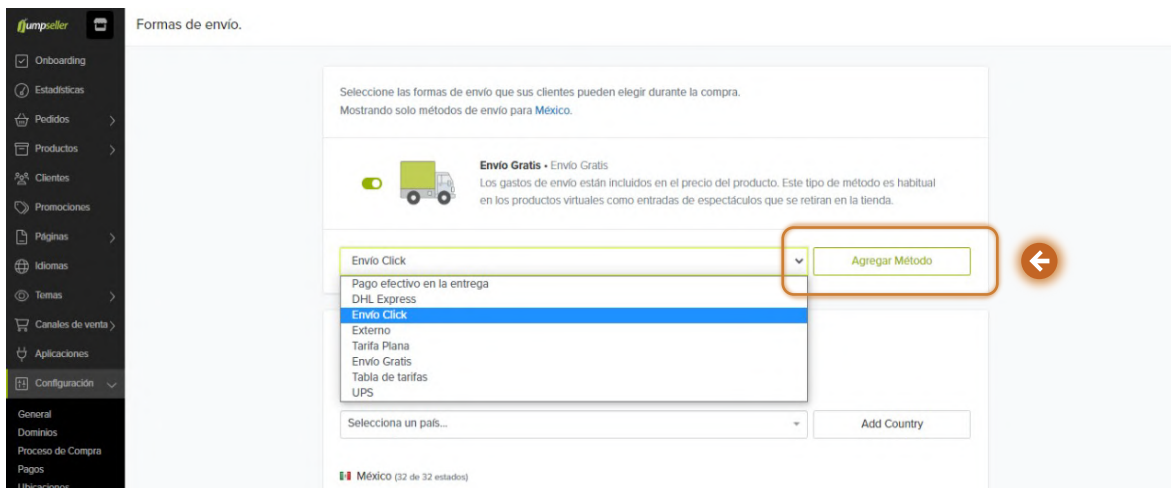 Jumpseller
Formas de envío.
Onboarding
Estadísticas
Pedidos
Productos
Clientes
Promociones
Páginas
Idiomas
Temas
Canales de venta
Aplicaciones
Configuración
General
Dominios
Proceso de Compra
Pagos
Ubicaciones
Seleccione las formas de envío que sus clientes pueden elegir durante la compra.
Mostrando solo métodos de envío para México.
Envío Gratis • Envío Gratis
Los gastos de envío están incluidos en el precio del producto. Este tipo de método es habitual
en los productos virtuales como entradas de espectáculos que se retiran en la tienda.
Envío Click
Agregar Método
Pago efectivo en la entrega
DHL Express
Envío Click
Externo
Tarifa Plana
Envío Gratis
Tabla de tarifas
UPS
Selecciona un país...
Add Country
México (32 de 32 estados)